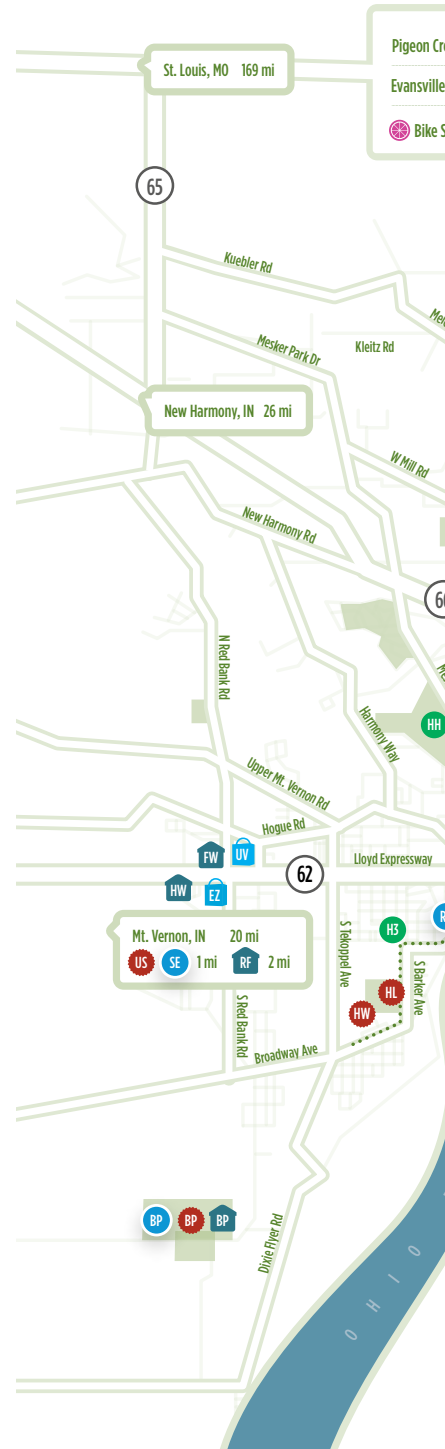 Pigeon Cr
St. Louis, MO 169 mi
Evansville
Bike S
65
Kuebler Rd
Mesker Park Dr
Kleitz Rd
New Harmony, IN 26 mi
W Mill Rd
New Harmony Rd
N Red Bank Rd
HH
Harmony Way
Upper Mt. Vernon Rd
Hogue Rd
FW
UV
Lloyd Expressway
62
HW
EZ
H3
Mt. Vernon, IN 20 mi
US SE 1 mi RF 2 mi
S Tekoppel Ave
S Barker Ave
HL
HW
S Red Bank Rd
Broadway Ave
BP BP BP
Dixie Flyer Rd
O H I O